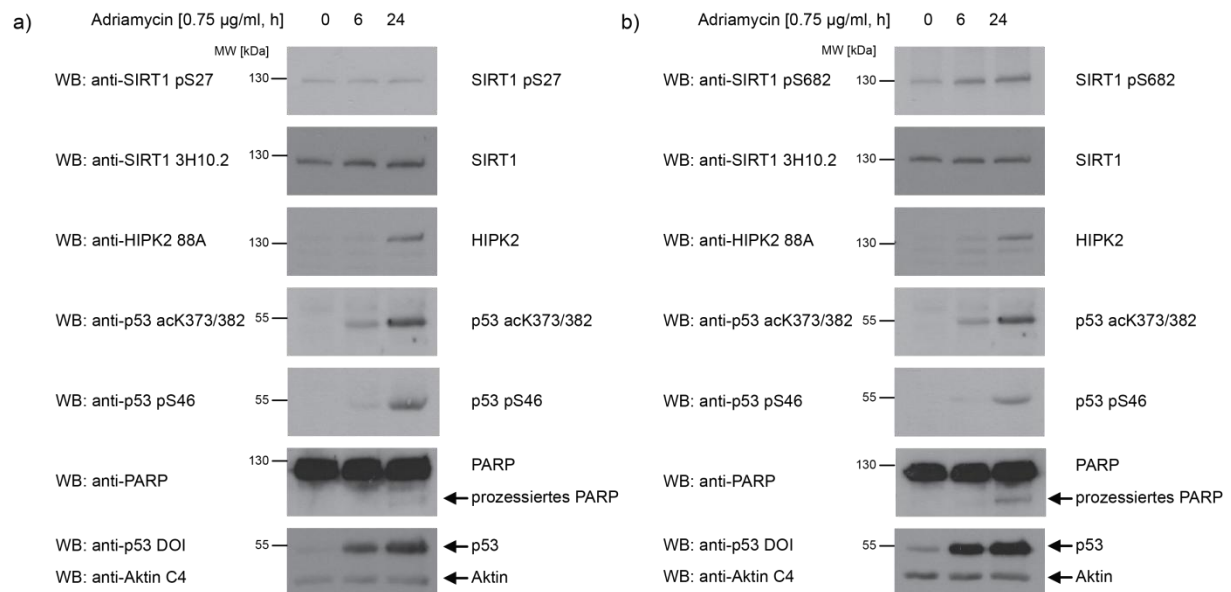 a)
Adriamycin [0.75 µg/ml, h] 0 6 24
MW [kDa]
WB: anti-SIRT1 pS27 130 SIRT1 pS27
WB: anti-SIRT1 3H10.2 130 SIRT1
WB: anti-HIPK2 88A 130 HIPK2
WB: anti-p53 acK373/382 55 p53 acK373/382
WB: anti-p53 pS46 55 p53 pS46
130 PARP
WB: anti-PARP
prozessiertes PARP
WB: anti-p53 DOI 55 p53
WB: anti-Aktin C4 Aktin
b)
Adriamycin [0.75 µg/ml, h] 0 6 24
MW [kDa]
WB: anti-SIRT1 pS682 130 SIRT1 pS682
WB: anti-SIRT1 3H10.2 130 SIRT1
WB: anti-HIPK2 88A 130 HIPK2
WB: anti-p53 acK373/382 55 p53 acK373/382
WB: anti-p53 pS46 55 p53 pS46
130 PARP
WB: anti-PARP
prozessiertes PARP
WB: anti-p53 DOI 55 p53
WB: anti-Aktin C4 Aktin